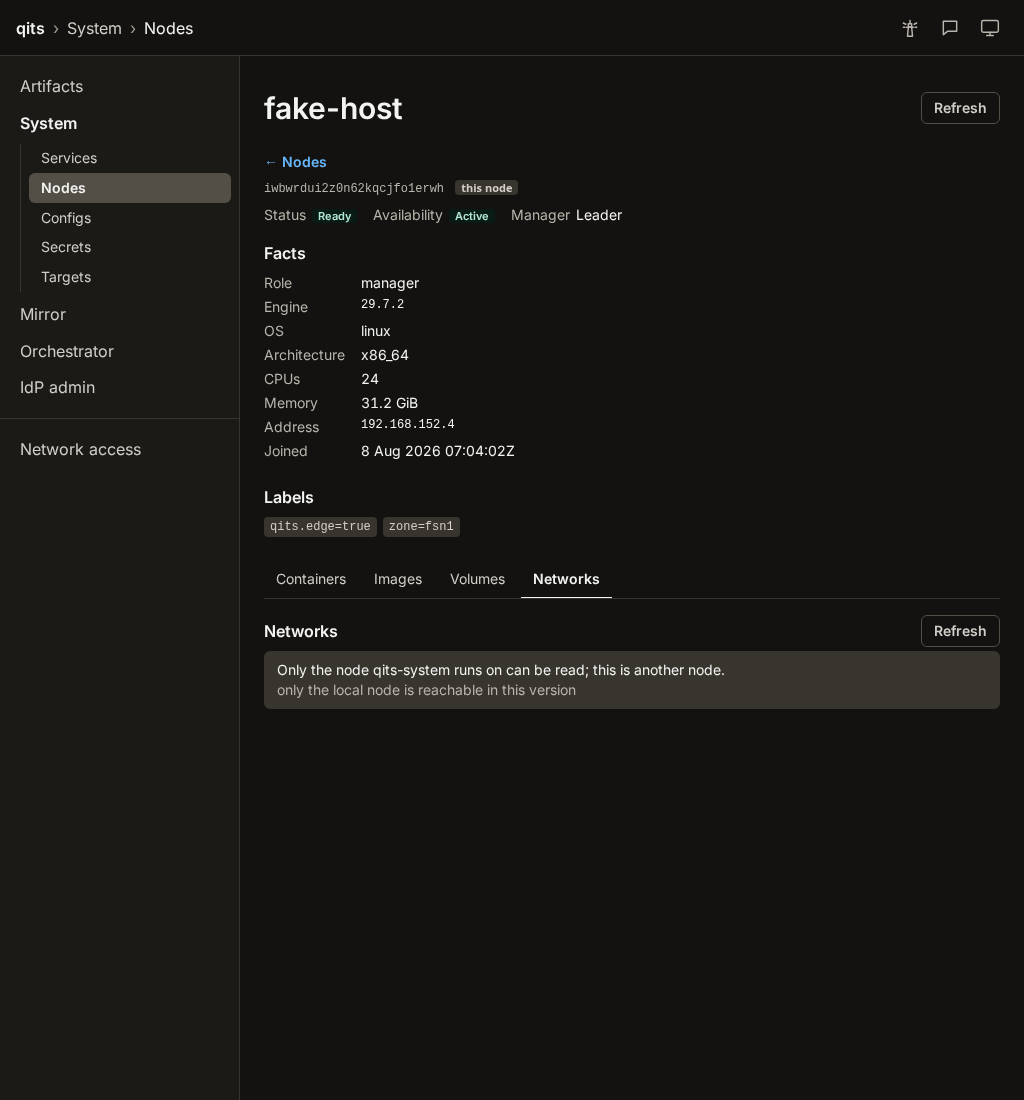 qits › System › Nodes
Artifacts
System
Services
Nodes
Configs
Secrets
Targets
Mirror
Orchestrator
IdP admin
Network access
fake-host
Refresh
← Nodes
iwbwrdui2z0n62kqcjfo1erwh this node
Status Ready Availability Active Manager Leader
Facts
Role manager
Engine 29.7.2
OS linux
Architecture x86_64
CPUs 24
Memory 31.2 GiB
Address 192.168.152.4
Joined 8 Aug 2026 07:04:02Z
Labels
qits.edge=true zone=fsn1
Containers Images Volumes Networks
Networks Refresh
Only the node qits-system runs on can be read; this is another node.
only the local node is reachable in this version